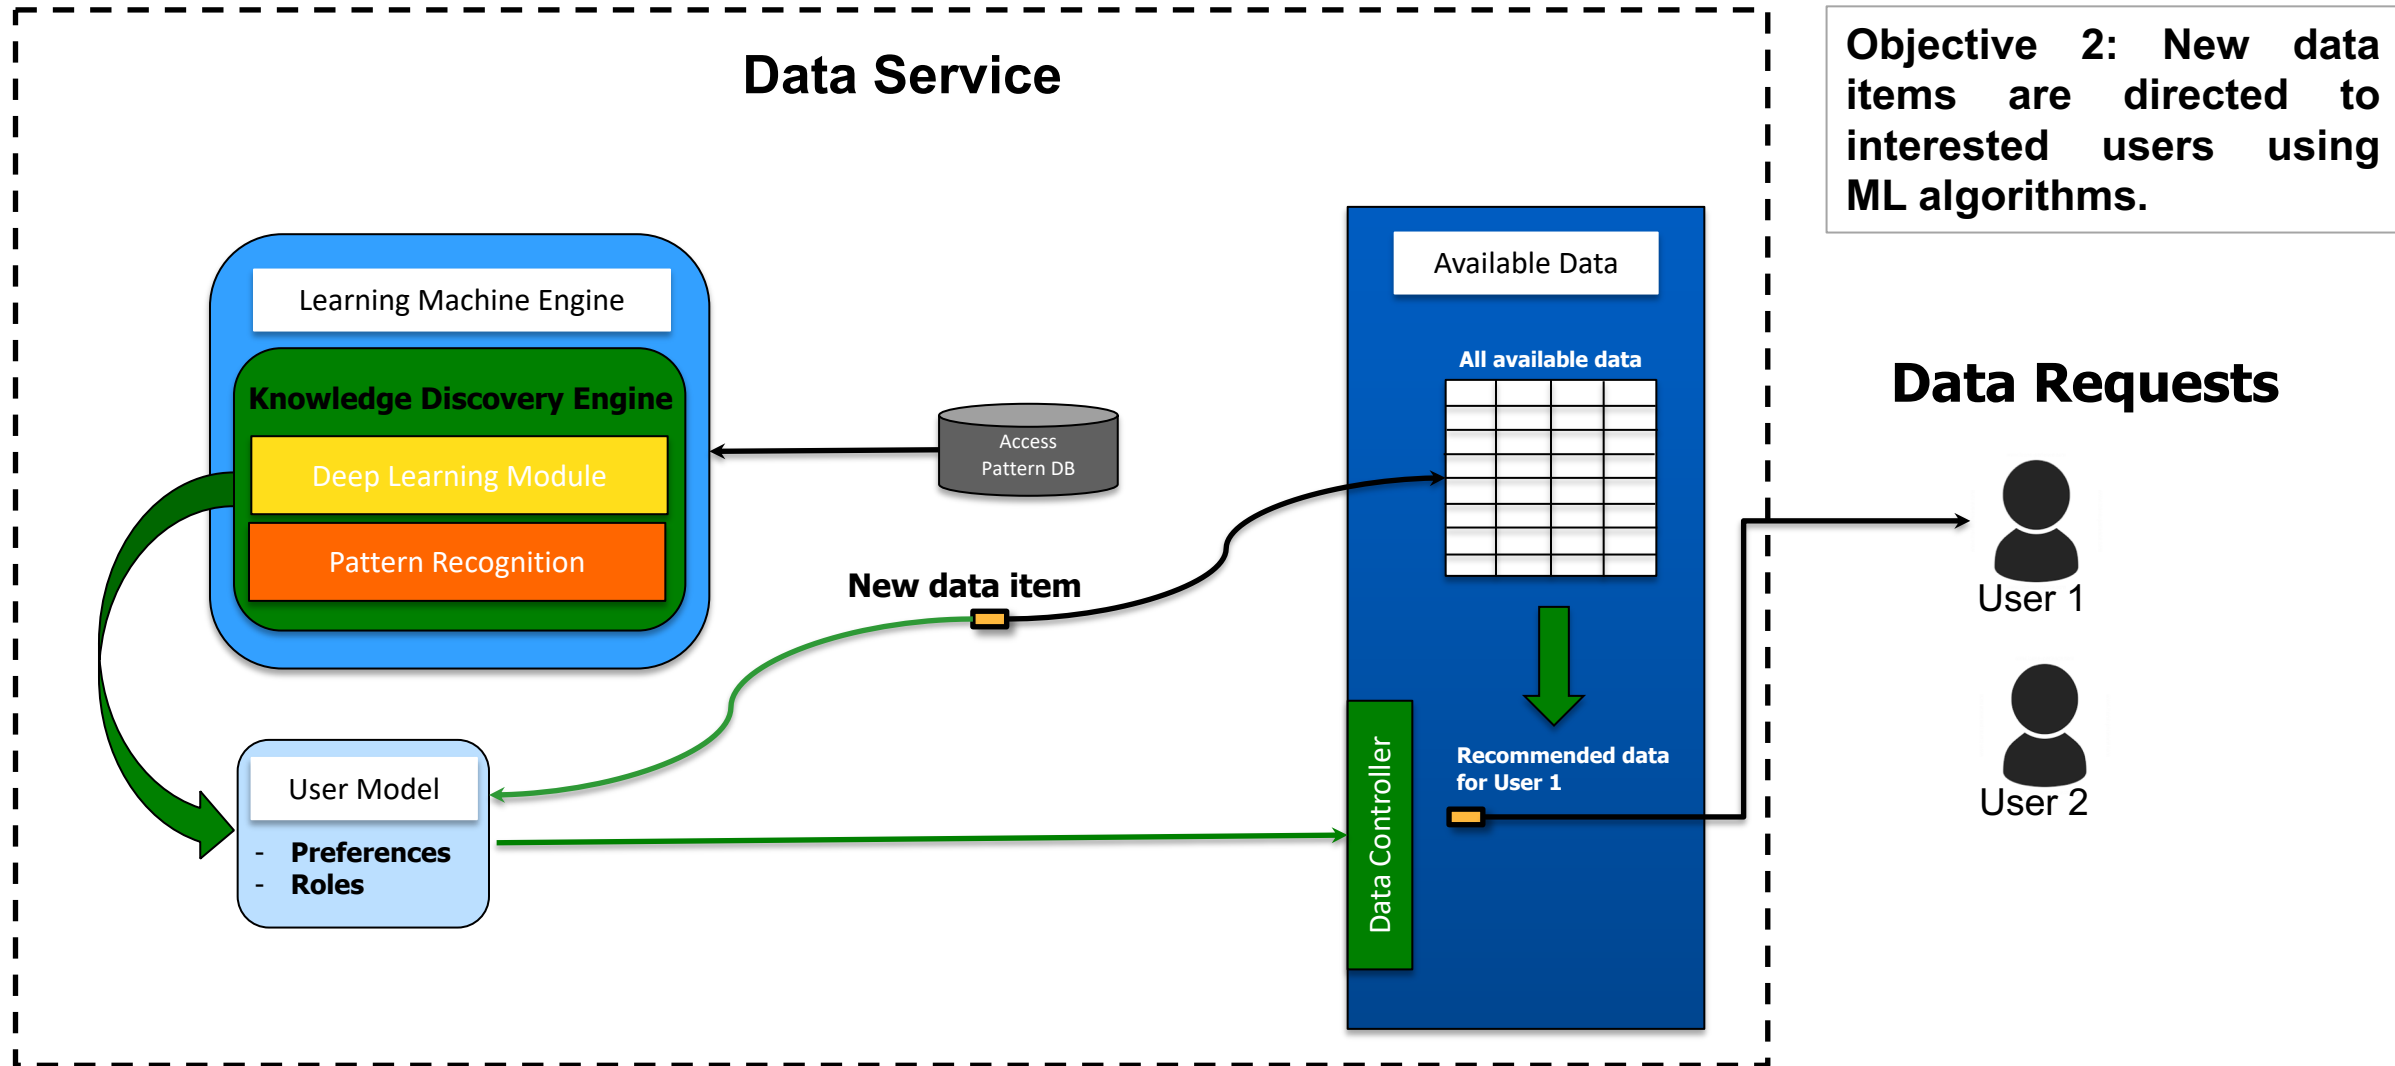 Data Service
Objective 2: New data
items are directed to
interested users using
ML algorithms.
Learning Machine Engine
Knowledge Discovery Engine
Deep Learning Module
Pattern Recognition
Access
Pattern DB
New data item
User Model
- Preferences
- Roles
Available Data
All available data
Recommended data
for User 1
Data Controller
Data Requests
User 1
User 2